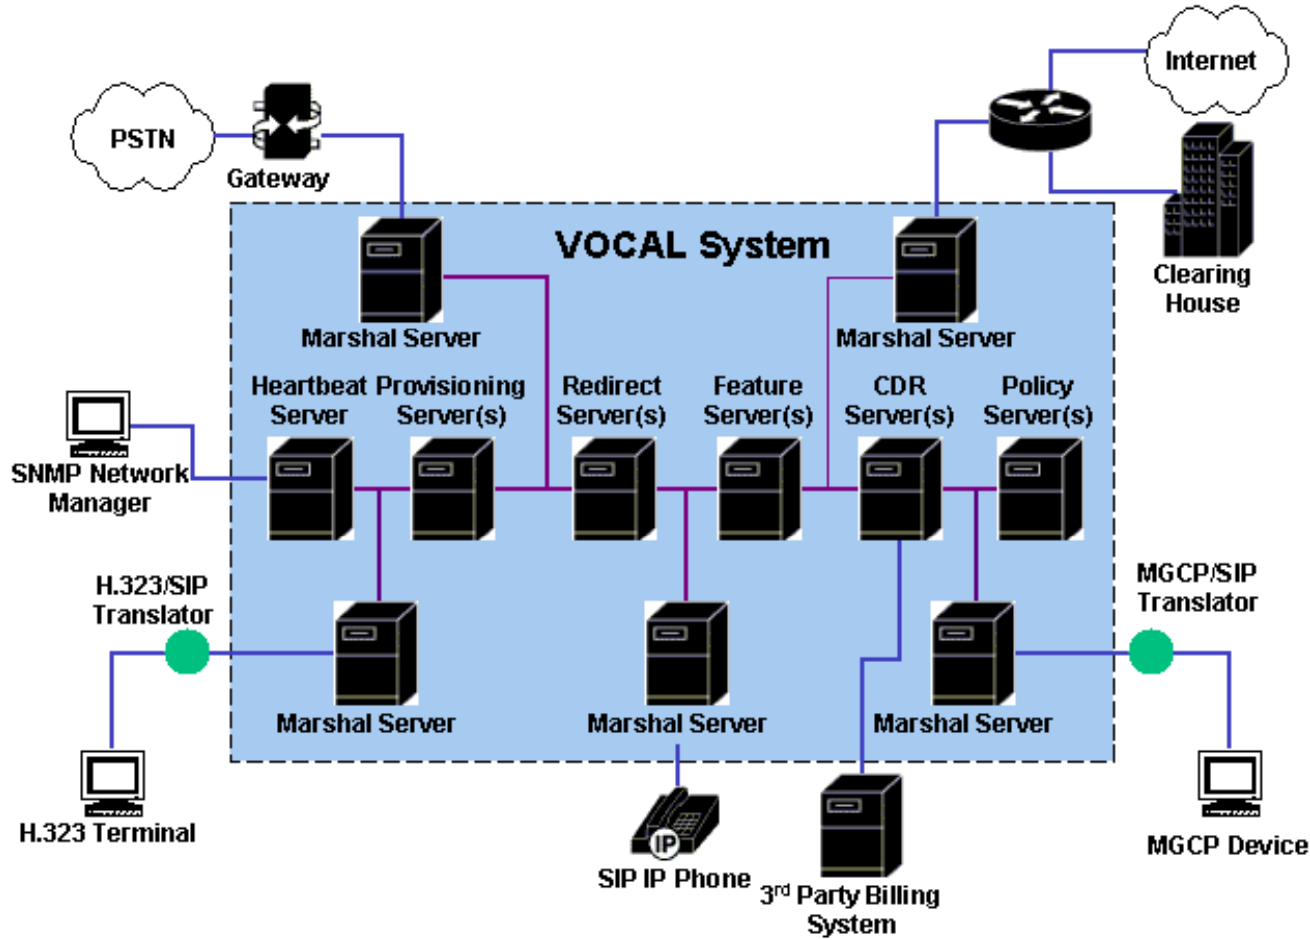 Internet
PSTN
Gateway
VOCAL System
Clearing
House
Marshal Server
Marshal Server
Heartbeat
Server
Provisioning
Server(s)
Redirect
Server(s)
Feature
Server(s)
CDR
Server(s)
Policy
Server(s)
SNMP Network
Manager
H.323/SIP
Translator
MGCP/SIP
Translator
Marshal Server
Marshal Server
Marshal Server
H.323 Terminal
IP
SIP IP Phone
3rd Party Billing
System
MGCP Device